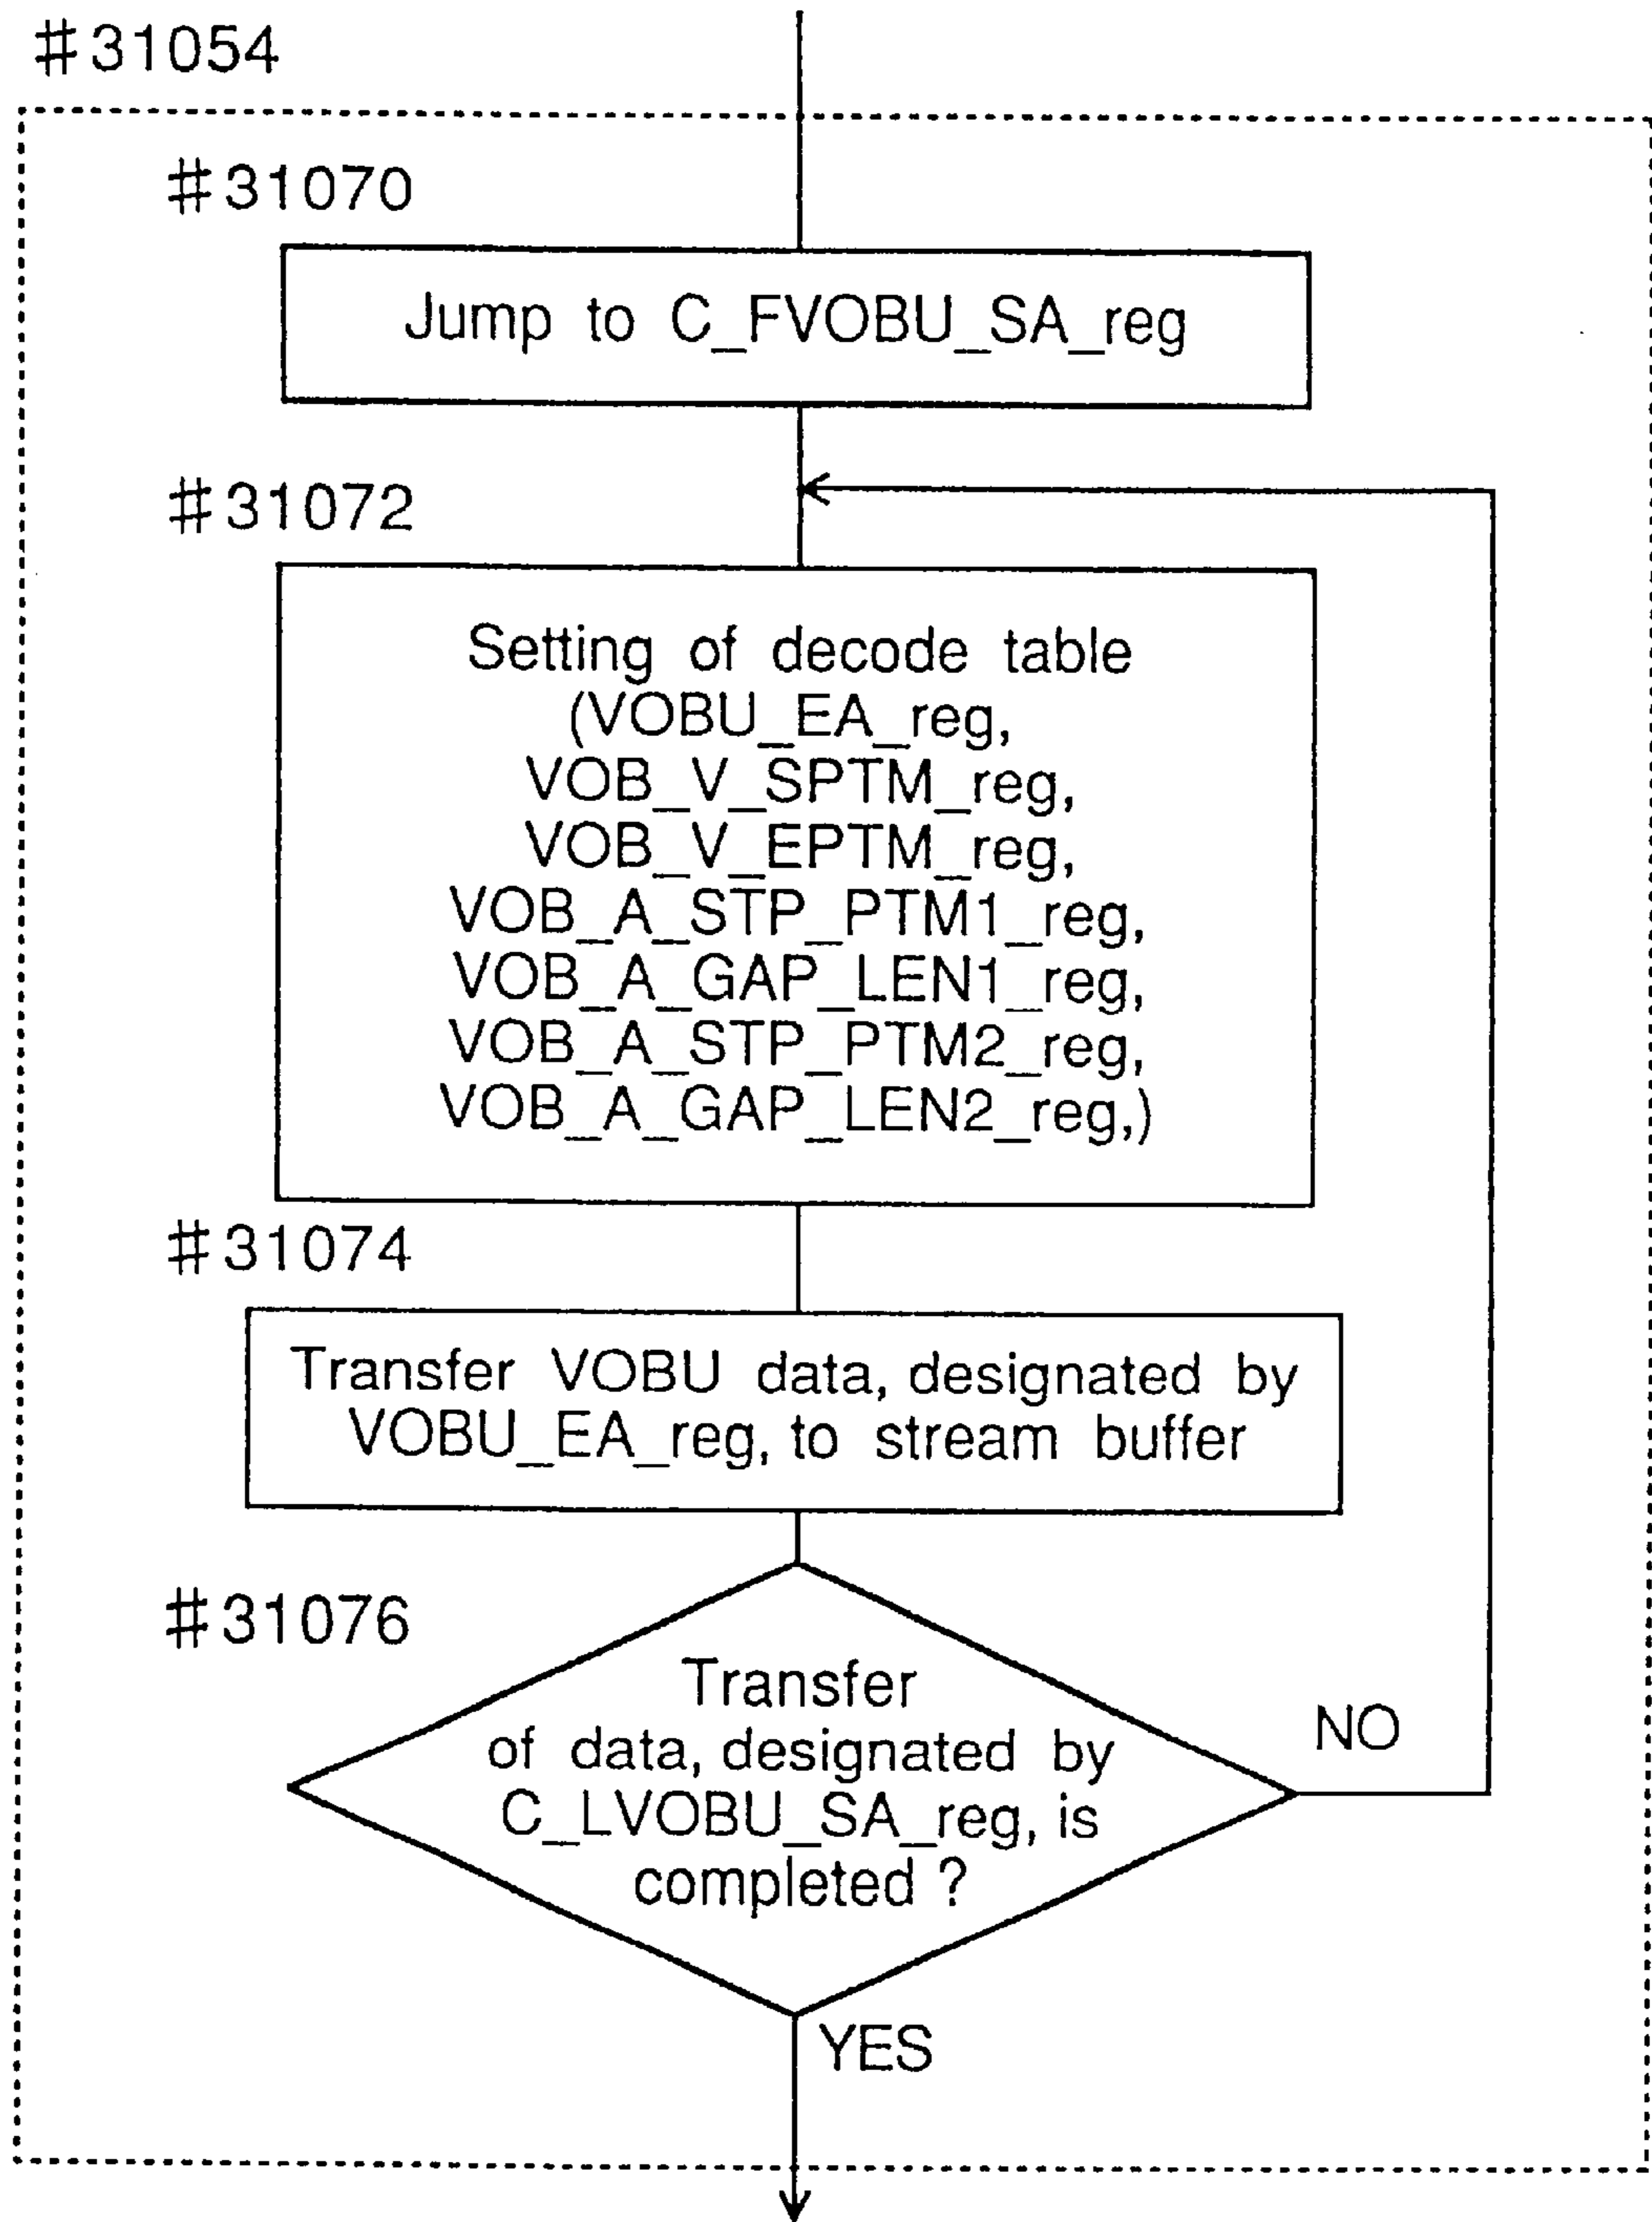 #31054
#31070
Jump to C_FVOBU_SA_reg
#31072
Setting of decode table
(VOBU_EA_reg,
VOB_V_SPTM_reg,
VOB_V_EPTM_reg,
VOB_A_STP_PTM1_reg,
VOB_A_GAP_LEN1_reg,
VOB_A_STP_PTM2_reg,
VOB_A_GAP_LEN2_reg,)
#31074
Transfer VOBU data, designated by
VOBU_EA_reg, to stream buffer
#31076
Transfer
of data, designated by
C_LVOBU_SA_reg, is
completed ?
NO
YES